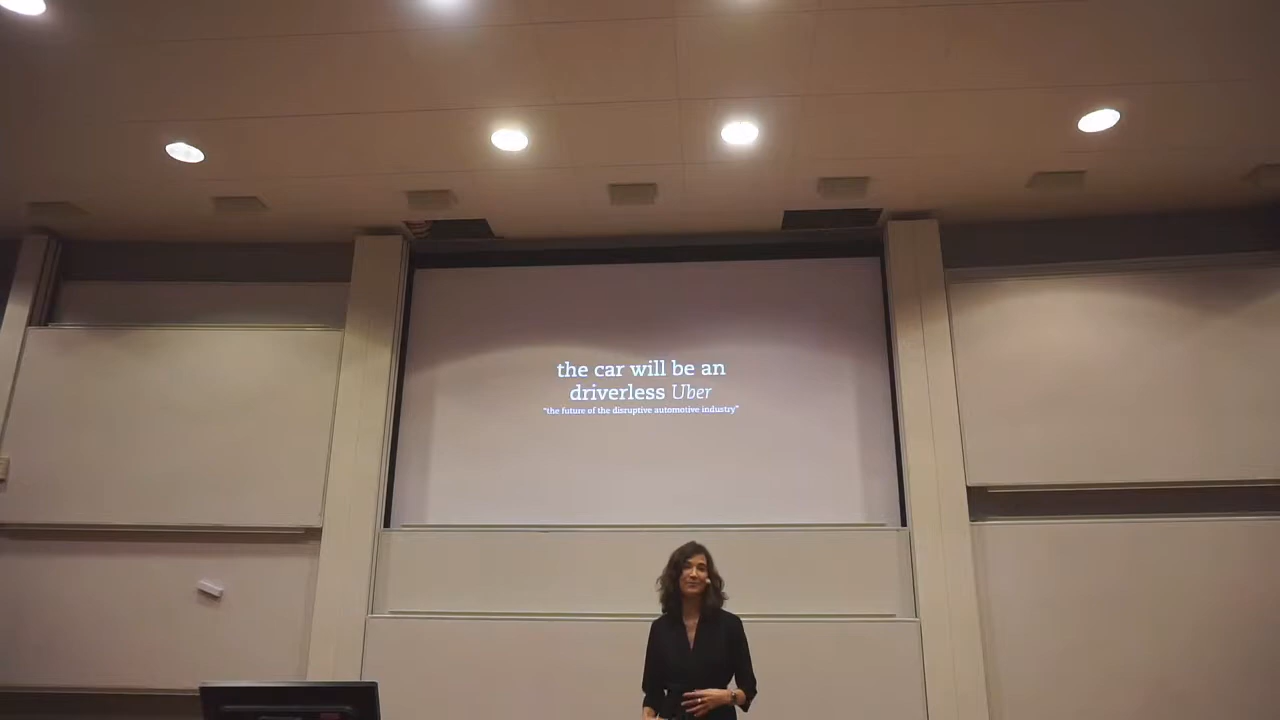 the car will be an
driverless Uber
"the future of the disruptive automotive industry"